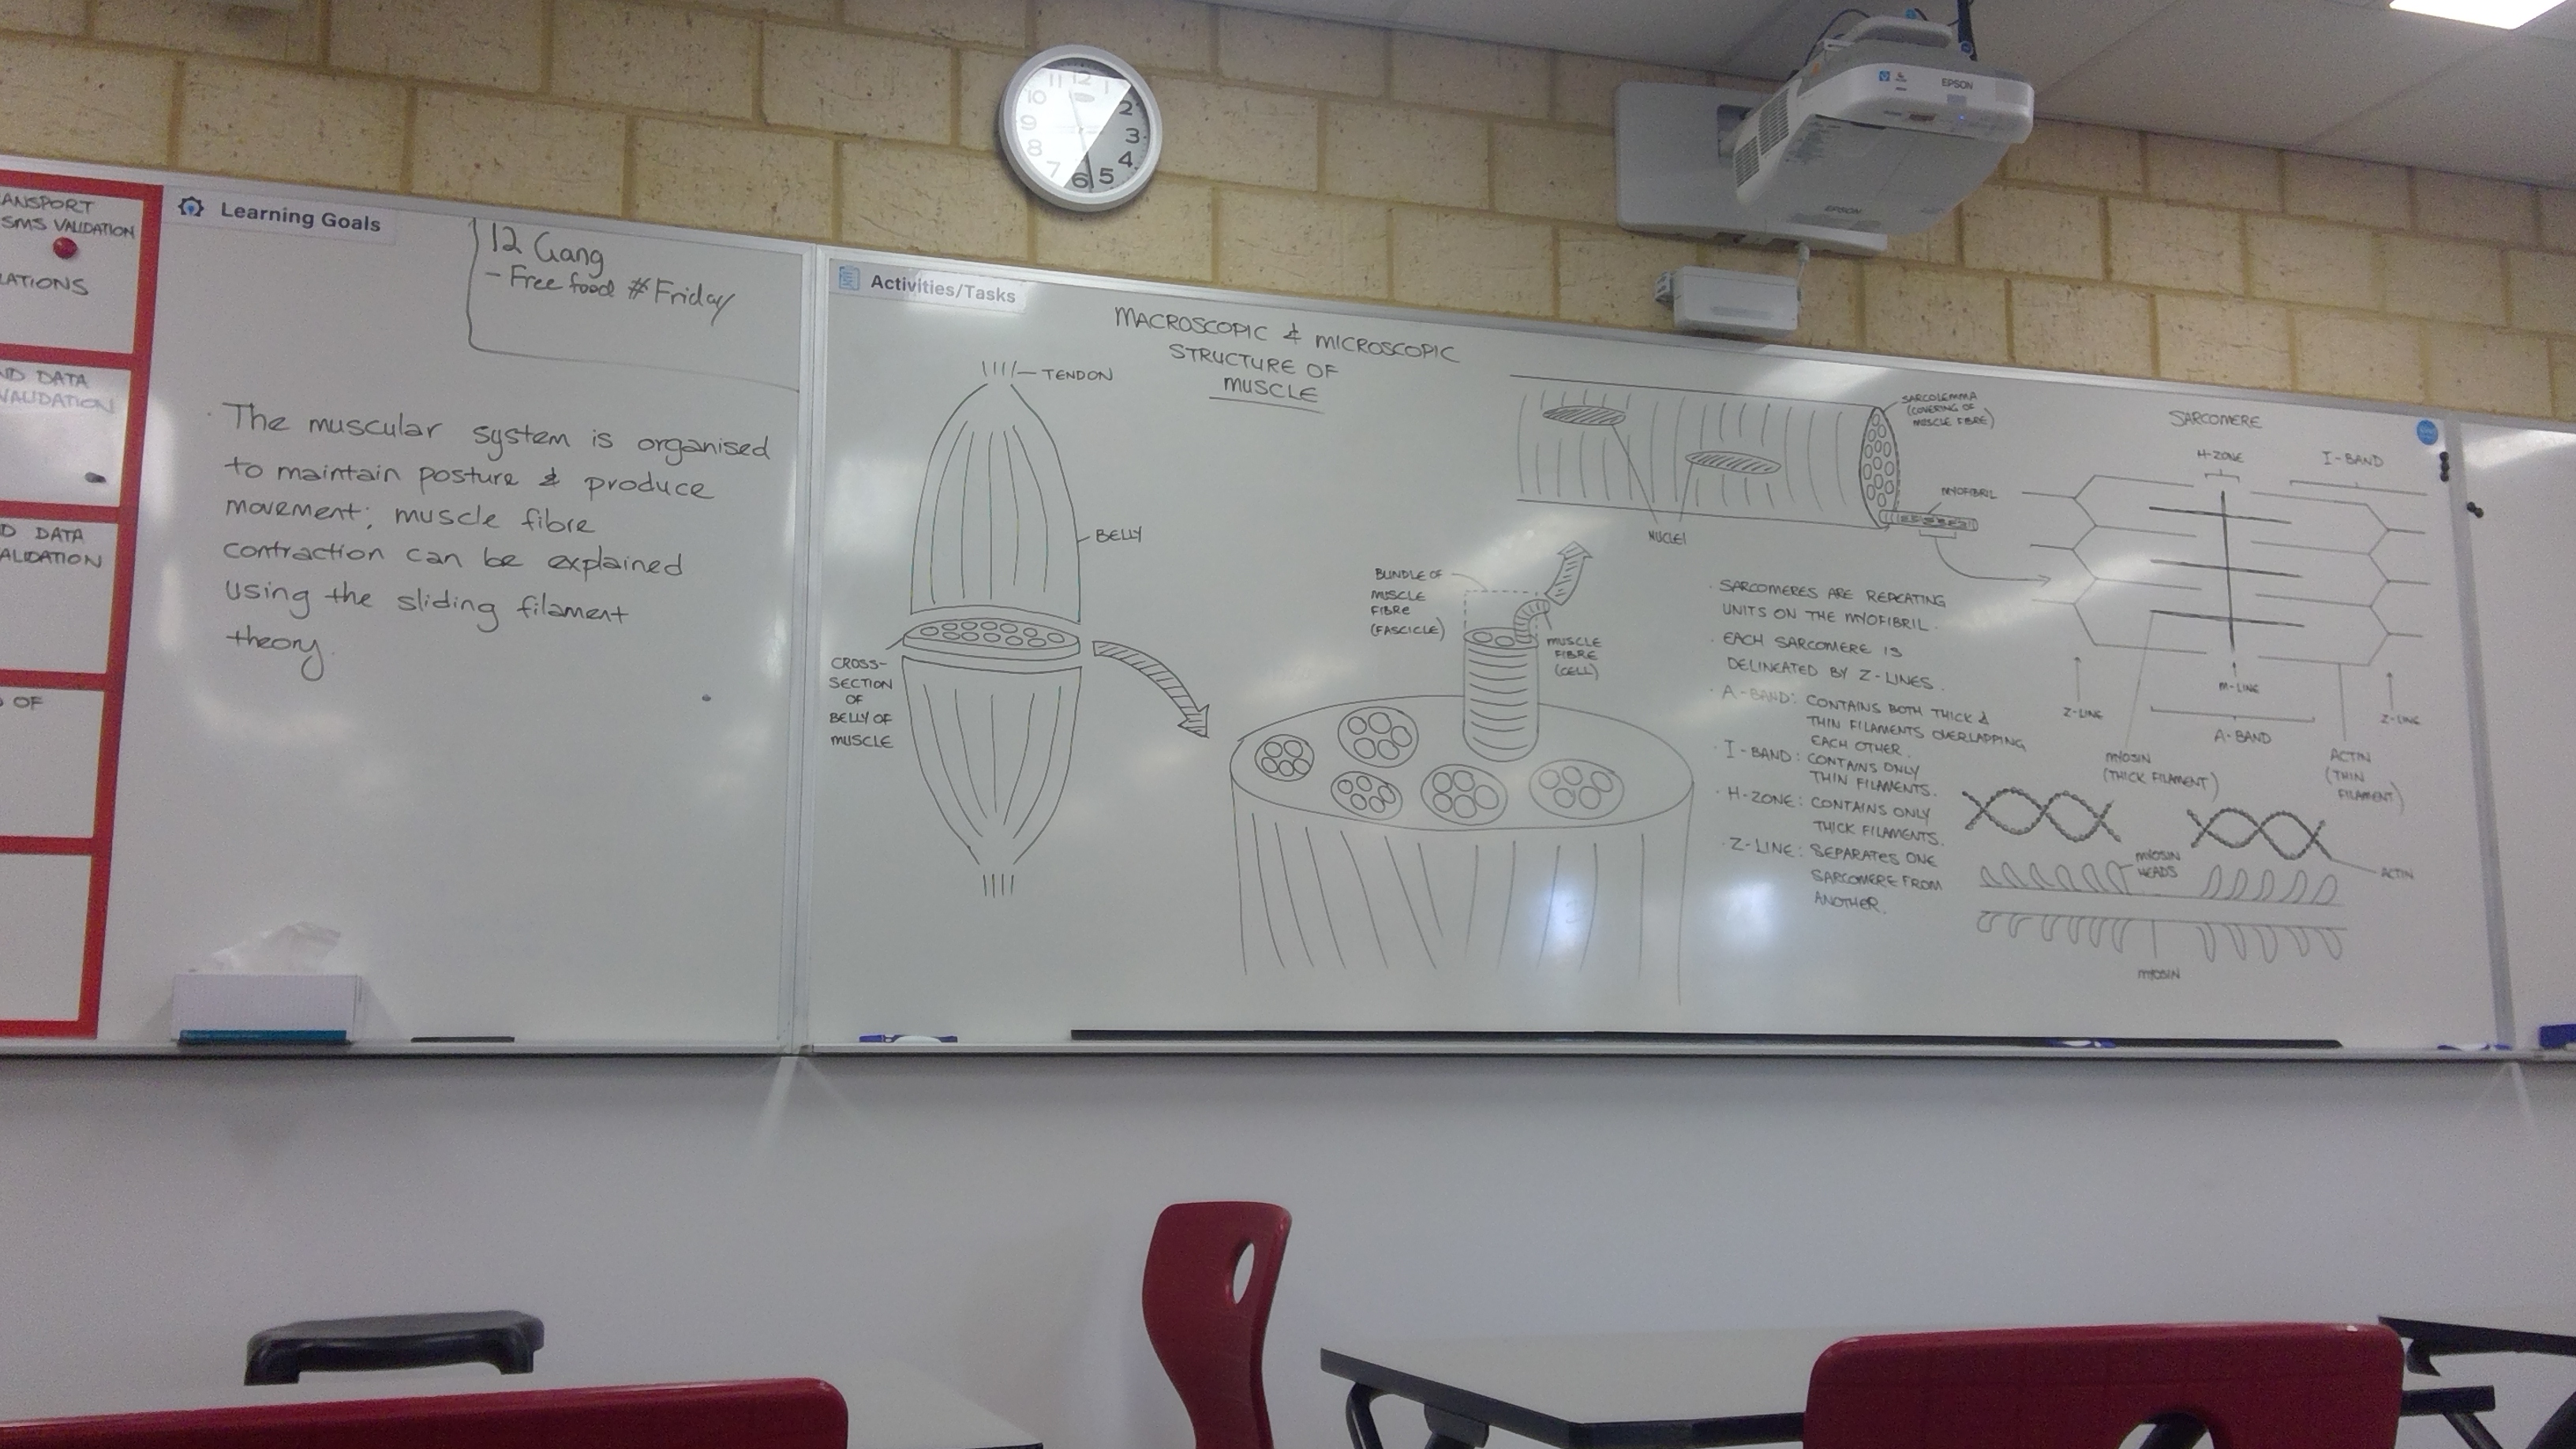 ANSPORT
SMS VALIDATION
LATIONS
ND DATA
VALIDATION
D DATA
ALIDATION
OF
Learning Goals
12 Gang
- Free food #Friday
The muscular system is organised
to maintain posture & produce
movement; muscle fibre
contraction can be explained
using the sliding filament
theory.
11 12 1
10 2
9 3
8 4
7 6 5
EPSON
EPSON
Activities/Tasks
MACROSCOPIC & MICROSCOPIC
STRUCTURE OF
MUSCLE
TENDON
BELLY
CROSS-
SECTION
OF
BELLY OF
MUSCLE
BUNDLE OF
MUSCLE
FIBRE
(FASCICLE)
MUSCLE
FIBRE
(CELL)
NUCLEI
SARCOLEMMA
(COVERING OF
MUSCLE FIBRE)
MYOFIBRIL
· SARCOMERES ARE REPEATING
UNITS ON THE MYOFIBRIL.
· EACH SARCOMERE IS
DELINEATED BY Z-LINES.
· A-BAND: CONTAINS BOTH THICK &
THIN FILAMENTS OVERLAPPING
EACH OTHER.
· I-BAND: CONTAINS ONLY
THIN FILAMENTS.
· H-ZONE: CONTAINS ONLY
THICK FILAMENTS.
· Z-LINE: SEPARATES ONE
SARCOMERE FROM
ANOTHER.
SARCOMERE
H-ZONE
I-BAND
M-LINE
Z-LINE
Z-LINE
A-BAND
MYOSIN
(THICK FILAMENT)
ACTIN
(THIN
FILAMENT)
MYOSIN
HEADS
ACTIN
MYOSIN